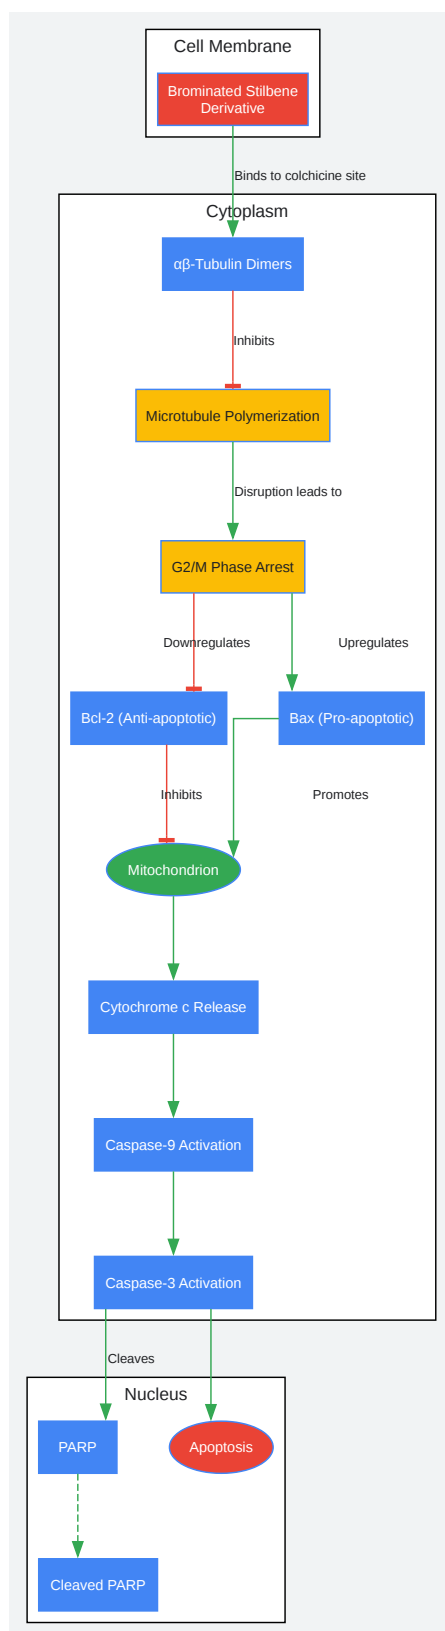 Cell Membrane
Brominated Stilbene
Derivative
Binds to colchicine site
Cytoplasm
αβ-Tubulin Dimers
Inhibits
Microtubule Polymerization
Disruption leads to
G2/M Phase Arrest
Downregulates
Upregulates
Bcl-2 (Anti-apoptotic)
Bax (Pro-apoptotic)
Inhibits
Promotes
Mitochondrion
Cytochrome c Release
Caspase-9 Activation
Caspase-3 Activation
Cleaves
Nucleus
PARP
Apoptosis
Cleaved PARP